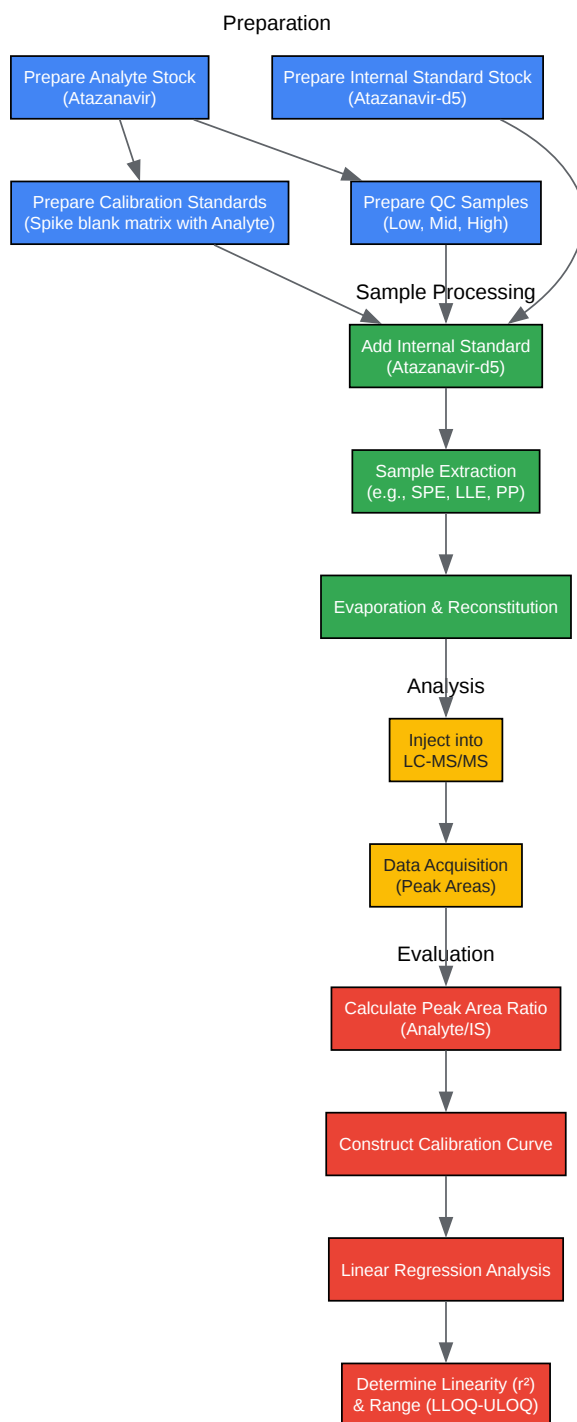 Preparation
Prepare Analyte Stock
(Atazanavir)
Prepare Internal Standard Stock
(Atazanavir-d5)
Prepare Calibration Standards
(Spike blank matrix with Analyte)
Prepare QC Samples
(Low, Mid, High)
Sample Processing
Add Internal Standard
(Atazanavir-d5)
Sample Extraction
(e.g., SPE, LLE, PP)
Evaporation & Reconstitution
Analysis
Inject into
LC-MS/MS
Data Acquisition
(Peak Areas)
Evaluation
Calculate Peak Area Ratio
(Analyte/IS)
Construct Calibration Curve
Linear Regression Analysis
Determine Linearity (r²)
& Range (LLOQ-ULOQ)